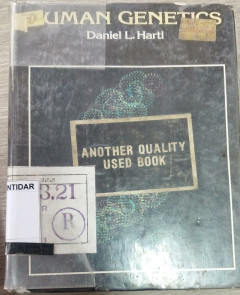 HUMAN GENETICS
Daniel L. Hartl
ANOTHER QUALITY
USED BOOK
NTIDAR
3.21
R
R